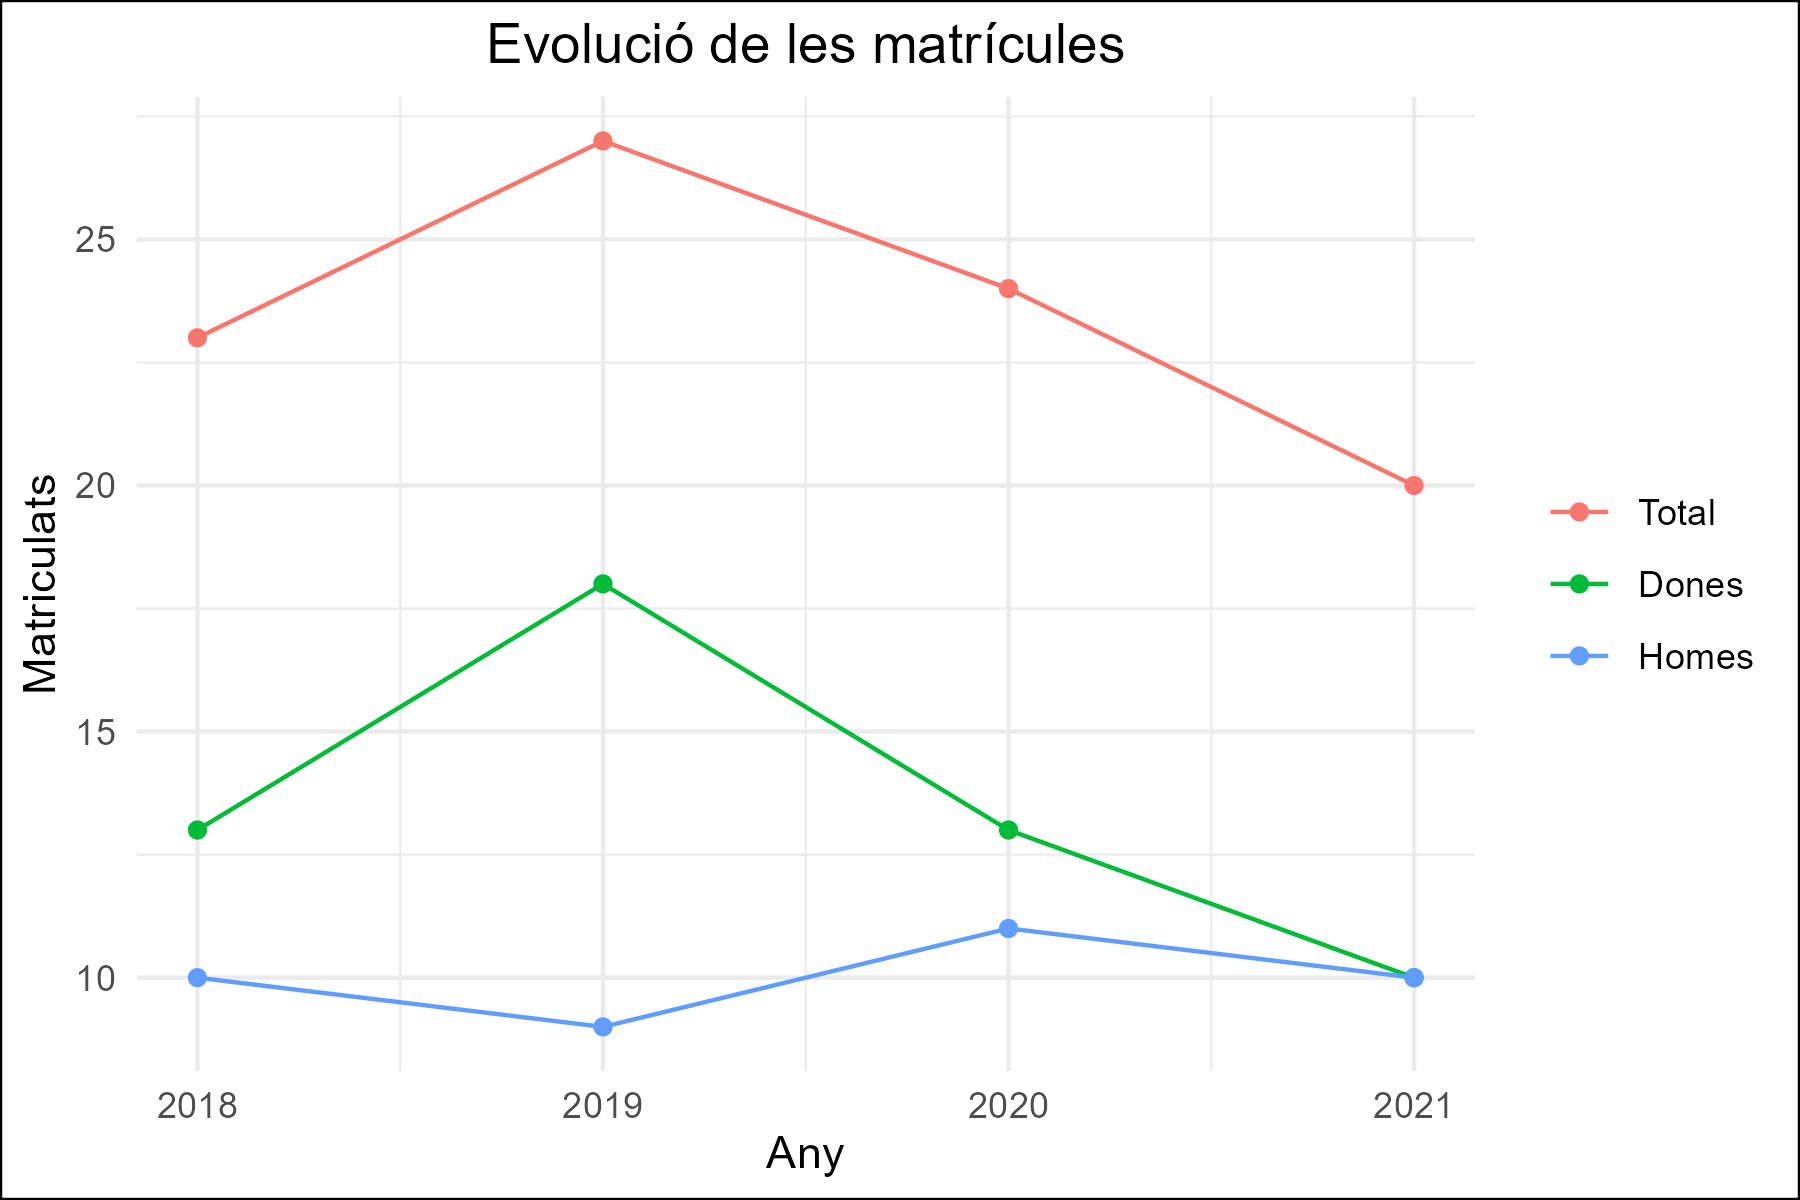 Evolució de les matrícules
Matriculats
25
20
15
10
2018
2019
2020
2021
Any
Total
Dones
Homes